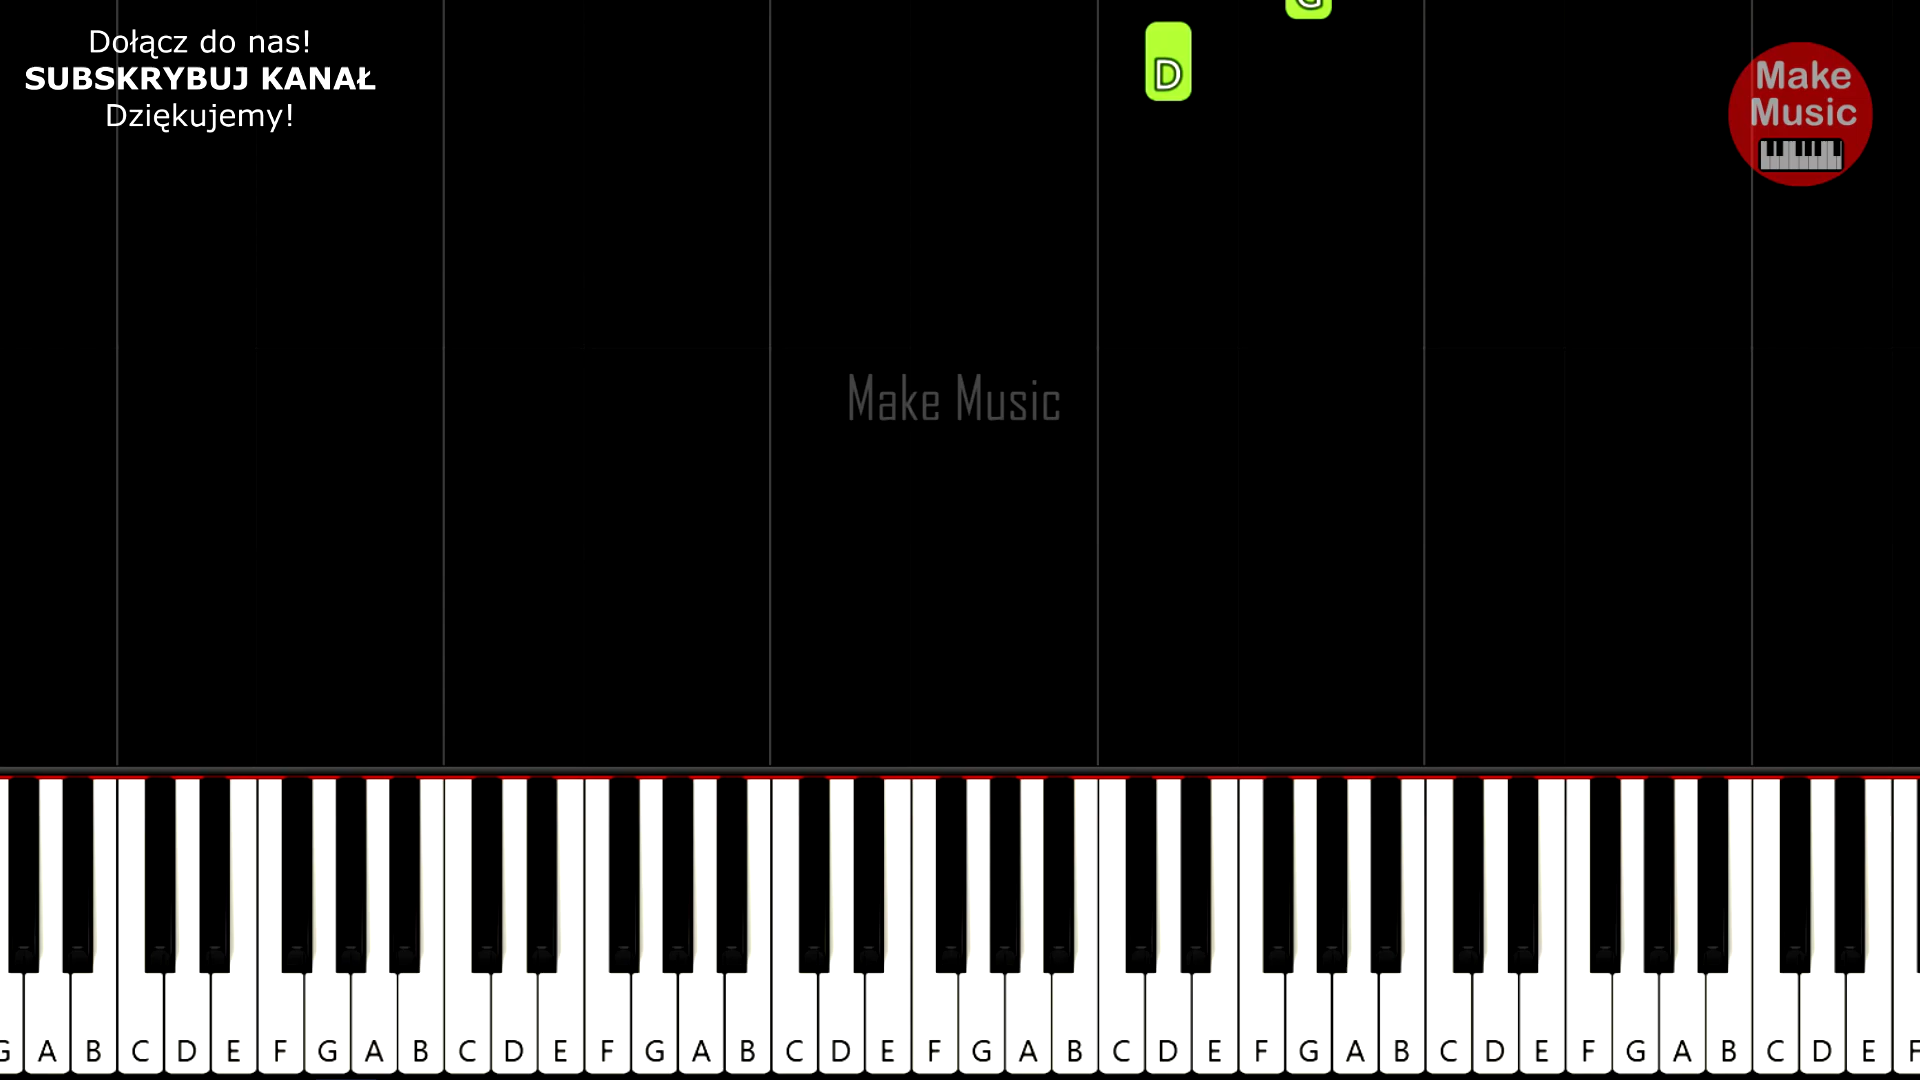 Dołącz do nas!
SUBSKRYBUJ KANAŁ
Dziękujemy!
G
D
Make
Music
Make Music
G A B C D E F G A B C D E F G A B C D E F G A B C D E F G A B C D E F G A B C D E F